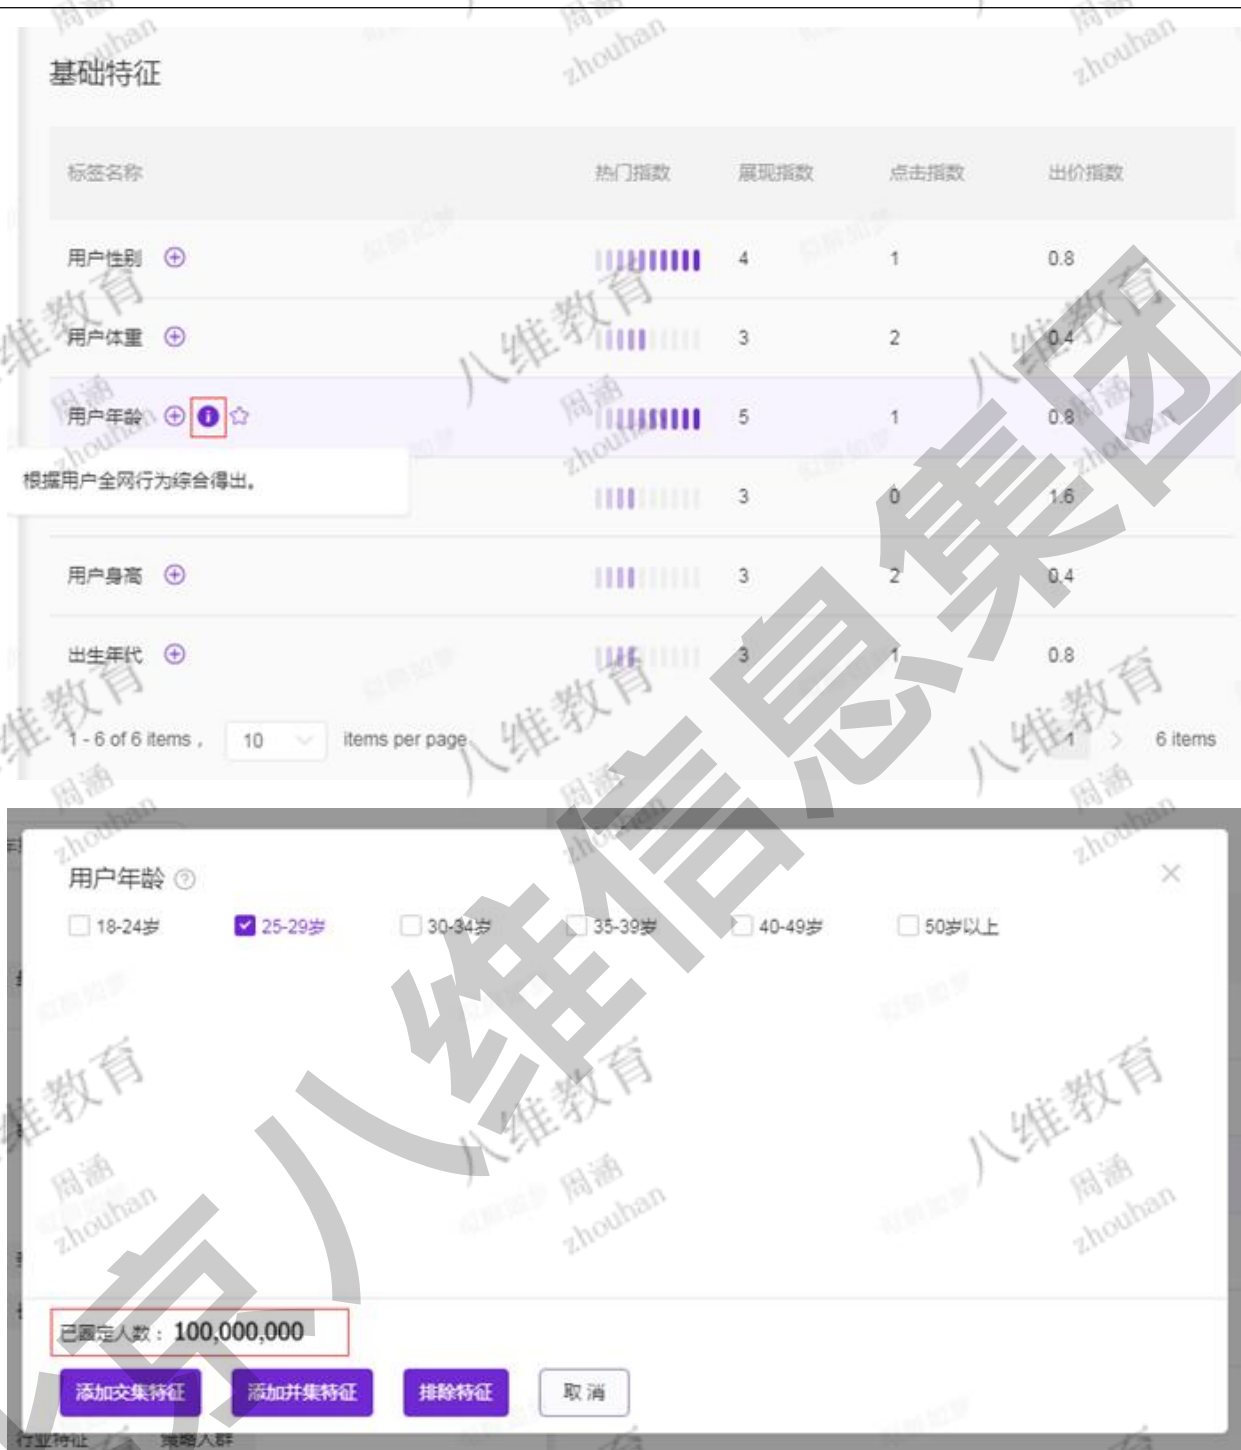 基础特征
标签名称 热门指数 展现指数 点击指数 出价指数
用户性别 4 1 0.8
用户体重 3 2 0.4
用户年龄 5 1 0.8
根据用户全网行为综合得出。
3 0 1.6
用户身高 3 2 0.4
出生年代 3 1 0.8
1 - 6 of 6 items , 10 items per page 1 > 6 items
用户年龄
18-24岁 25-29岁 30-34岁 35-39岁 40-49岁 50岁以上
已圈定人数：100,000,000
添加交集特征 添加并集特征 排除特征 取 消
行业特征 策略人群
八维教育
周涵
zhouhan
京八维信息集团